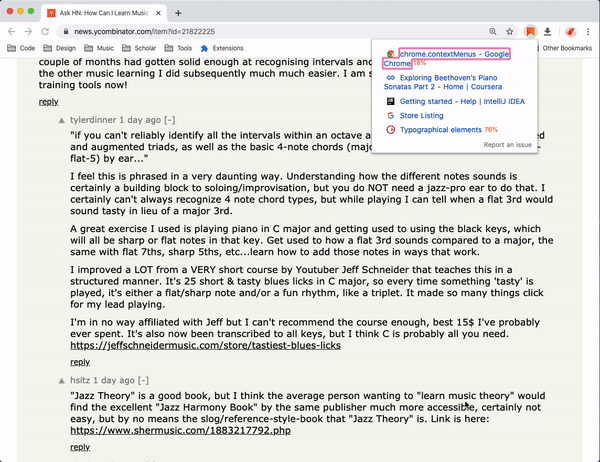 Ask HN: How Can I Learn Music
news.ycombinator.com/item?id=21822225
Code Design Music Scholar Tools Extensions Other Bookmarks
chrome.contextMenus - Google
Chrome 18%
Exploring Beethoven's Piano
Sonatas Part 2 - Home | Coursera
Getting started - Help | IntelliJ IDEA
Store Listing
Typographical elements 76%
Report an issue
couple of months had gotten solid enough at recognising intervals and
the other music learning I did subsequently much much easier. I am s
training tools now!
reply
tylerdinner 1 day ago [-]
"if you can't reliably identify all the intervals within an octave a
and augmented triads, as well as the basic 4-note chords (maj
flat-5) by ear..."
I feel this is phrased in a very daunting way. Understanding how the different notes sounds is
certainly a building block to soloing/improvisation, but you do NOT need a jazz-pro ear to do that. I
certainly can't always recognize 4 note chord types, but while playing I can tell when a flat 3rd would
sound tasty in lieu of a major 3rd.
A great exercise I used is playing piano in C major and getting used to using the black keys, which
will all be sharp or flat notes in that key. Get used to how a flat 3rd sounds compared to a major, the
same with flat 7ths, sharp 5ths, etc...learn how to add those notes in ways that work.
I improved a LOT from a VERY short course by Youtuber Jeff Schneider that teaches this in a
structured manner. It's 25 short & tasty blues licks in C major, so every time something 'tasty' is
played, it's either a flat/sharp note and/or a fun rhythm, like a triplet. It made so many things click
for my lead playing.
I'm in no way affiliated with Jeff but I can't recommend the course enough, best 15$ I've probably
ever spent. It's also now been transcribed to all keys, but I think C is probably all you need.
https://jeffschneidermusic.com/store/tastiest-blues-licks
reply
hsitz 1 day ago [-]
"Jazz Theory" is a good book, but I think the average person wanting to "learn music theory" would
find the excellent "Jazz Harmony Book" by the same publisher much more accessible, certainly not
easy, but by no means the slog/reference-style-book that "Jazz Theory" is. Link is here:
https://www.shermusic.com/1883217792.php
reply